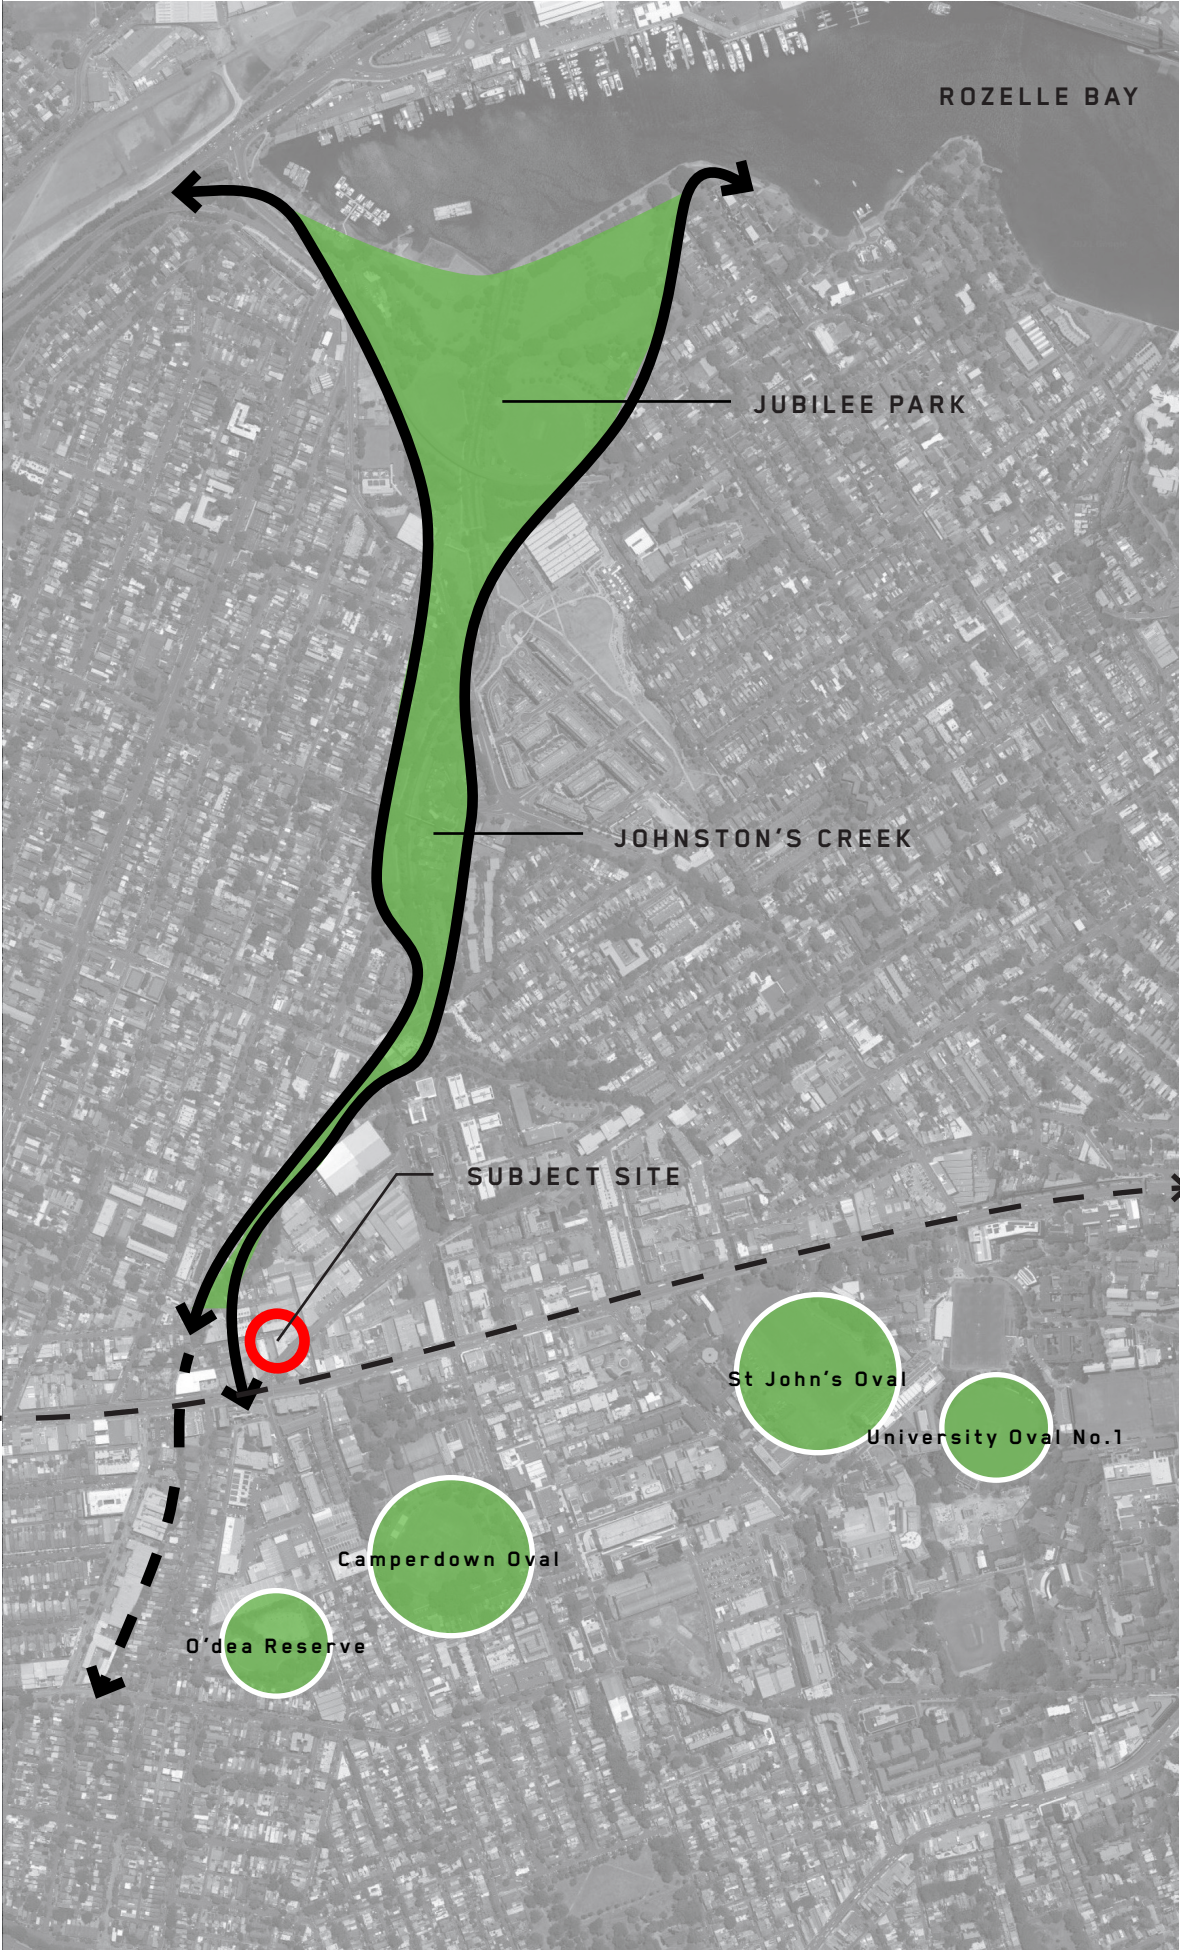 ROZELLE BAY
JUBILEE PARK
JOHNSTON'S CREEK
SUBJECT SITE
St John's Oval
University Oval No.1
Camperdown Oval
O'dea Reserve